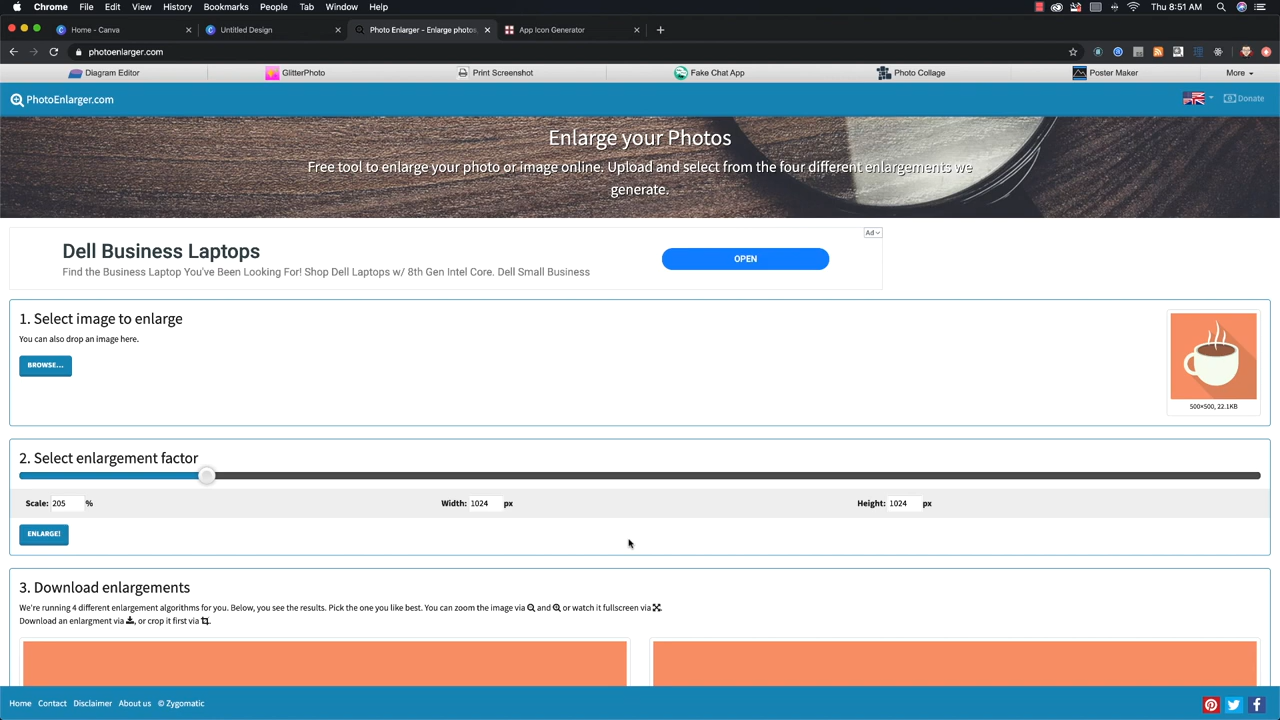 Chrome File Edit View History Bookmarks People Tab Window Help Thu 8:51 AM
Home - Canva Untitled Design Photo Enlarger - Enlarge photos, App Icon Generator
photoenlarger.com
Diagram Editor GlitterPhoto Print Screenshot Fake Chat App Photo Collage Poster Maker More
PhotoEnlarger.com Donate
Enlarge your Photos
Free tool to enlarge your photo or image online. Upload and select from the four different enlargements we
generate.
Ad
Dell Business Laptops
Find the Business Laptop You've Been Looking For! Shop Dell Laptops w/ 8th Gen Intel Core. Dell Small Business
OPEN
1. Select image to enlarge
You can also drop an image here.
BROWSE...
500×500, 22.1KB
2. Select enlargement factor
Scale: 205 % Width: 1024 px Height: 1024 px
ENLARGE!
3. Download enlargements
We're running 4 different enlargement algorithms for you. Below, you see the results. Pick the one you like best. You can zoom the image via and or watch it fullscreen via .
Download an enlargment via , or crop it first via .
Home Contact Disclaimer About us © Zygomatic